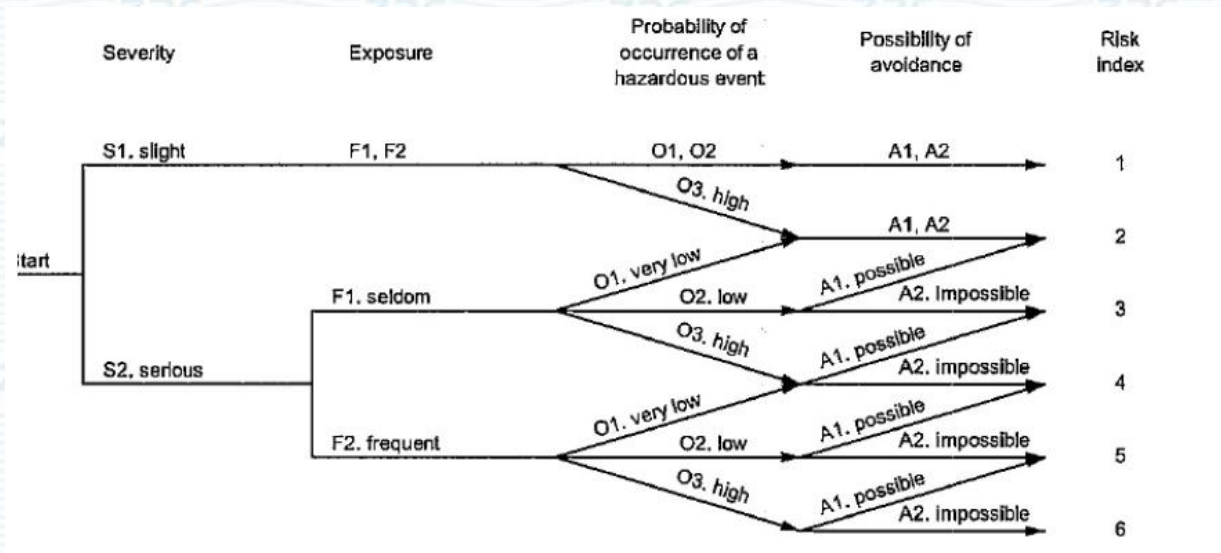 Severity
Exposure
Probability of
occurrence of a
hazardous event
Possibility of
avoidance
Risk
index
S1. slight
F1, F2
O1, O2
A1, A2
1
O3. high
A1, A2
2
tart
O1. very low
A1. possible
F1. seldom
O2. low
A2. Impossible
3
O3. high
A1. possible
S2. serious
A2. impossible
4
O1. very low
A1. possible
F2. frequent
O2. low
A2. impossible
5
O3. high
A1. possible
A2. impossible
6